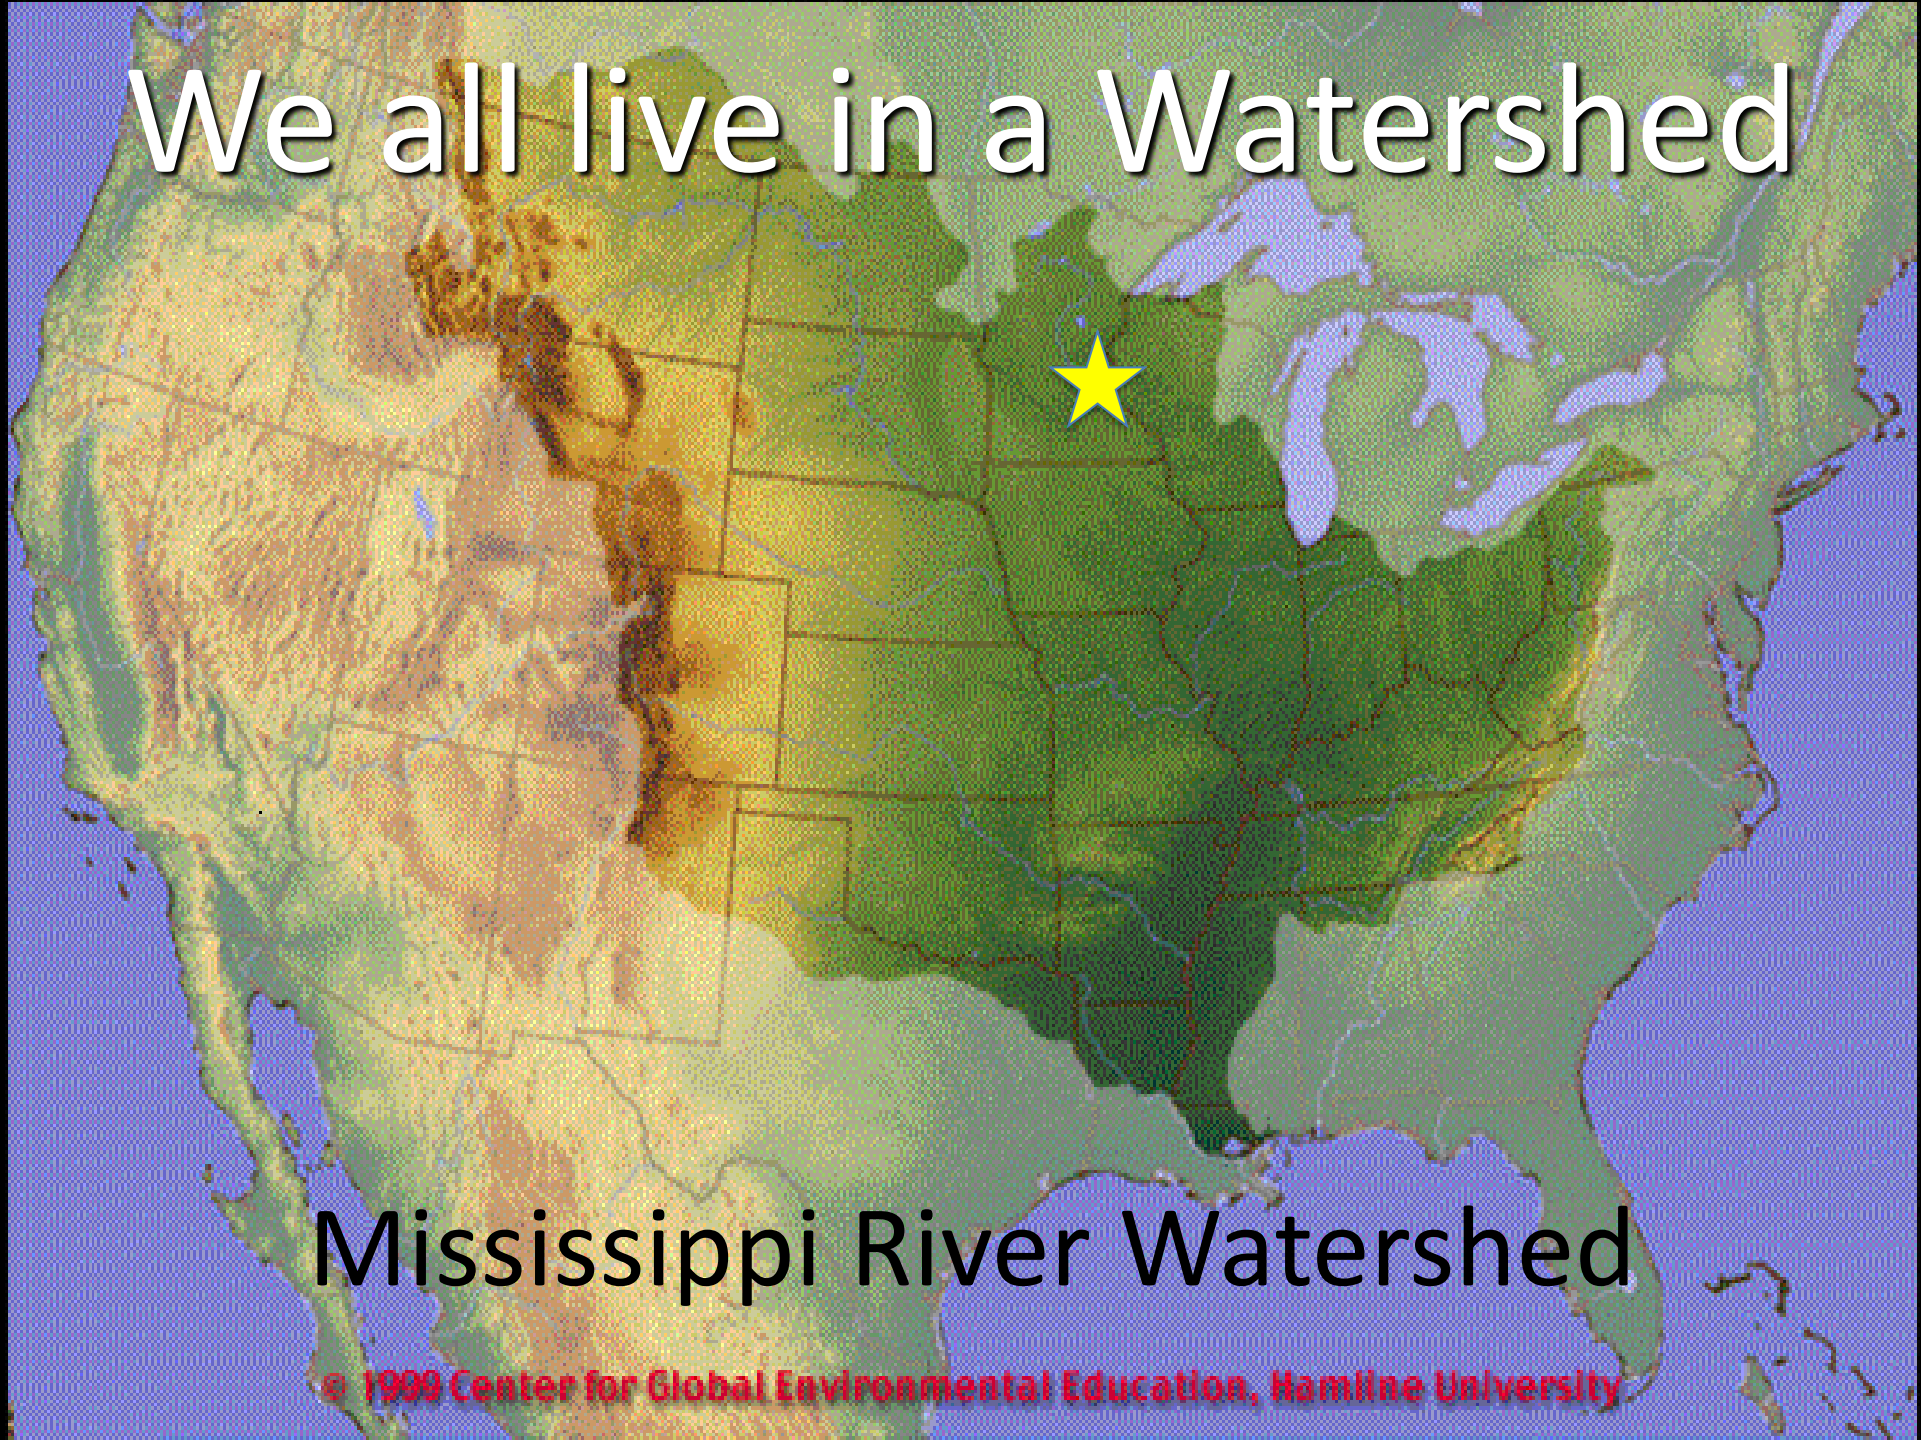 We all live in a Watershed
Mississippi River Watershed
© 1999 Center for Global Environmental Education, Hamline University